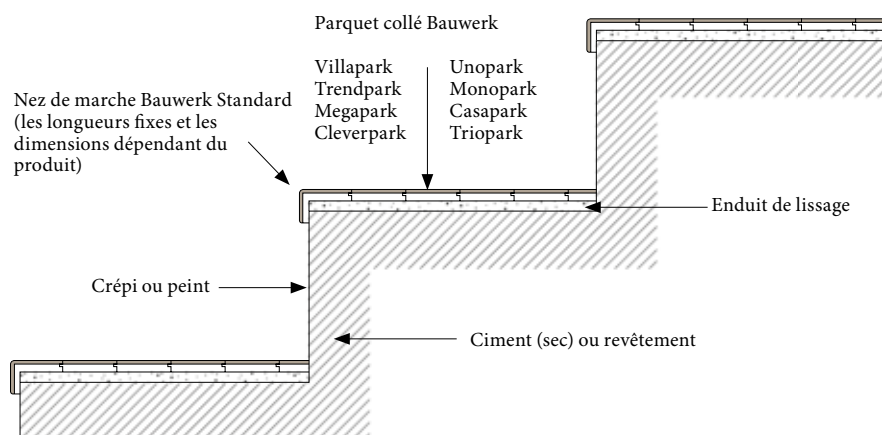 Parquet collé Bauwerk
Villapark
Trendpark
Megapark
Cleverpark
Unopark
Monopark
Casapark
Triopark
Nez de marche Bauwerk Standard
(les longueurs fixes et les
dimensions dépendant du
produit)
Enduit de lissage
Crépi ou peint
Ciment (sec) ou revêtement